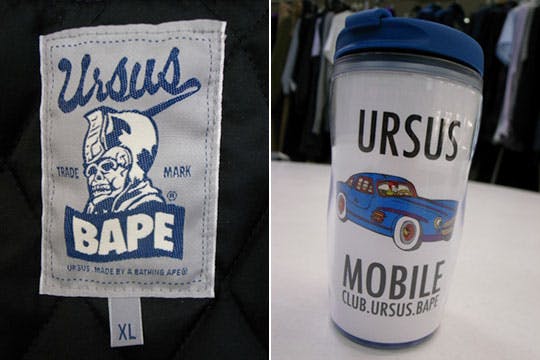 Ursus
TRADE MARK
®
BAPE
URSUS MADE BY A BATHING APE®
XL
URSUS
MOBILE
CLUB.URSUS.BAPE